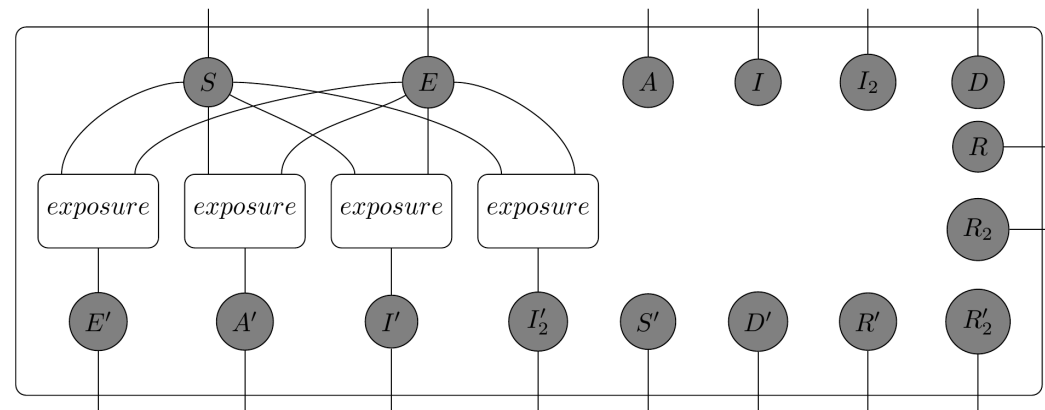 S E A I I₂ D
R
exposure exposure exposure exposure
R₂
E′ A′ I′ I′₂ S′ D′ R′ R′₂